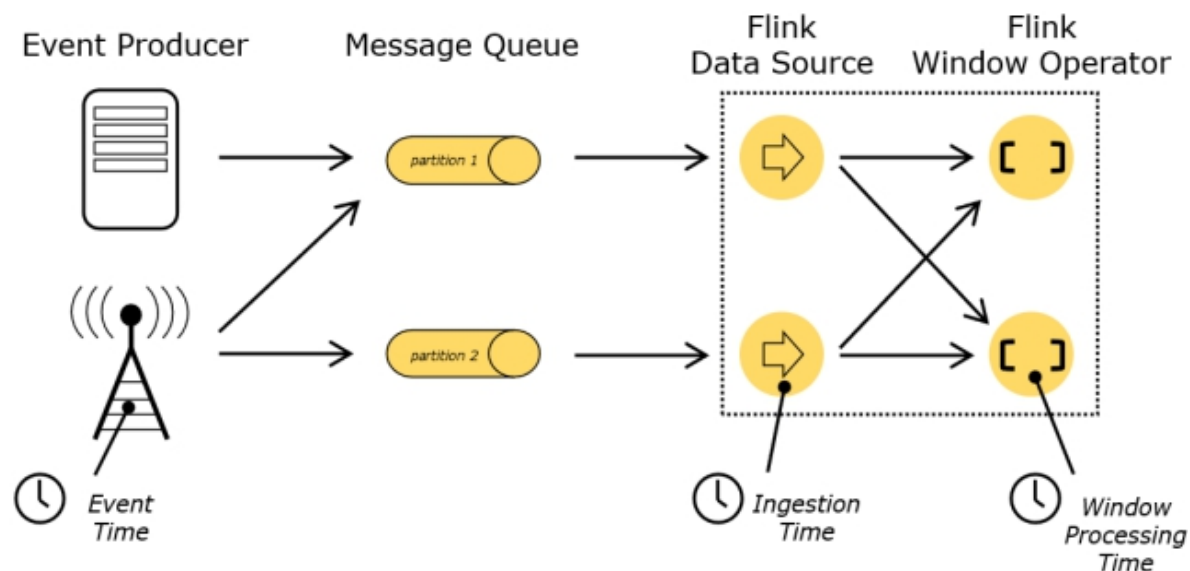 Event Producer
Message Queue
Flink
Data Source
Flink
Window Operator
partition 1
partition 2
Event
Time
Ingestion
Time
Window
Processing
Time